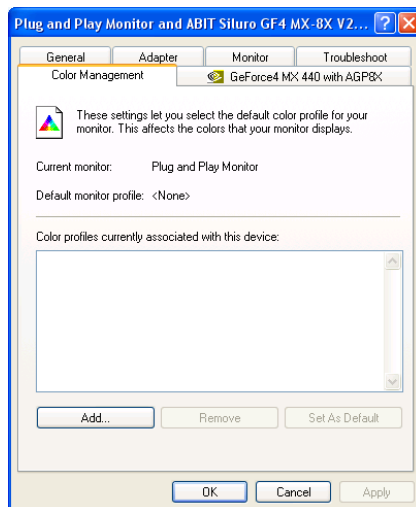 Plug and Play Monitor and ABIT Siluro GF4 MX-8X V2...
General Adapter Monitor Troubleshoot
Color Management GeForce4 MX 440 with AGP8X
These settings let you select the default color profile for your
monitor. This affects the colors that your monitor displays.
Current monitor: Plug and Play Monitor
Default monitor profile: <None>
Color profiles currently associated with this device:
Add... Remove Set As Default
OK Cancel Apply